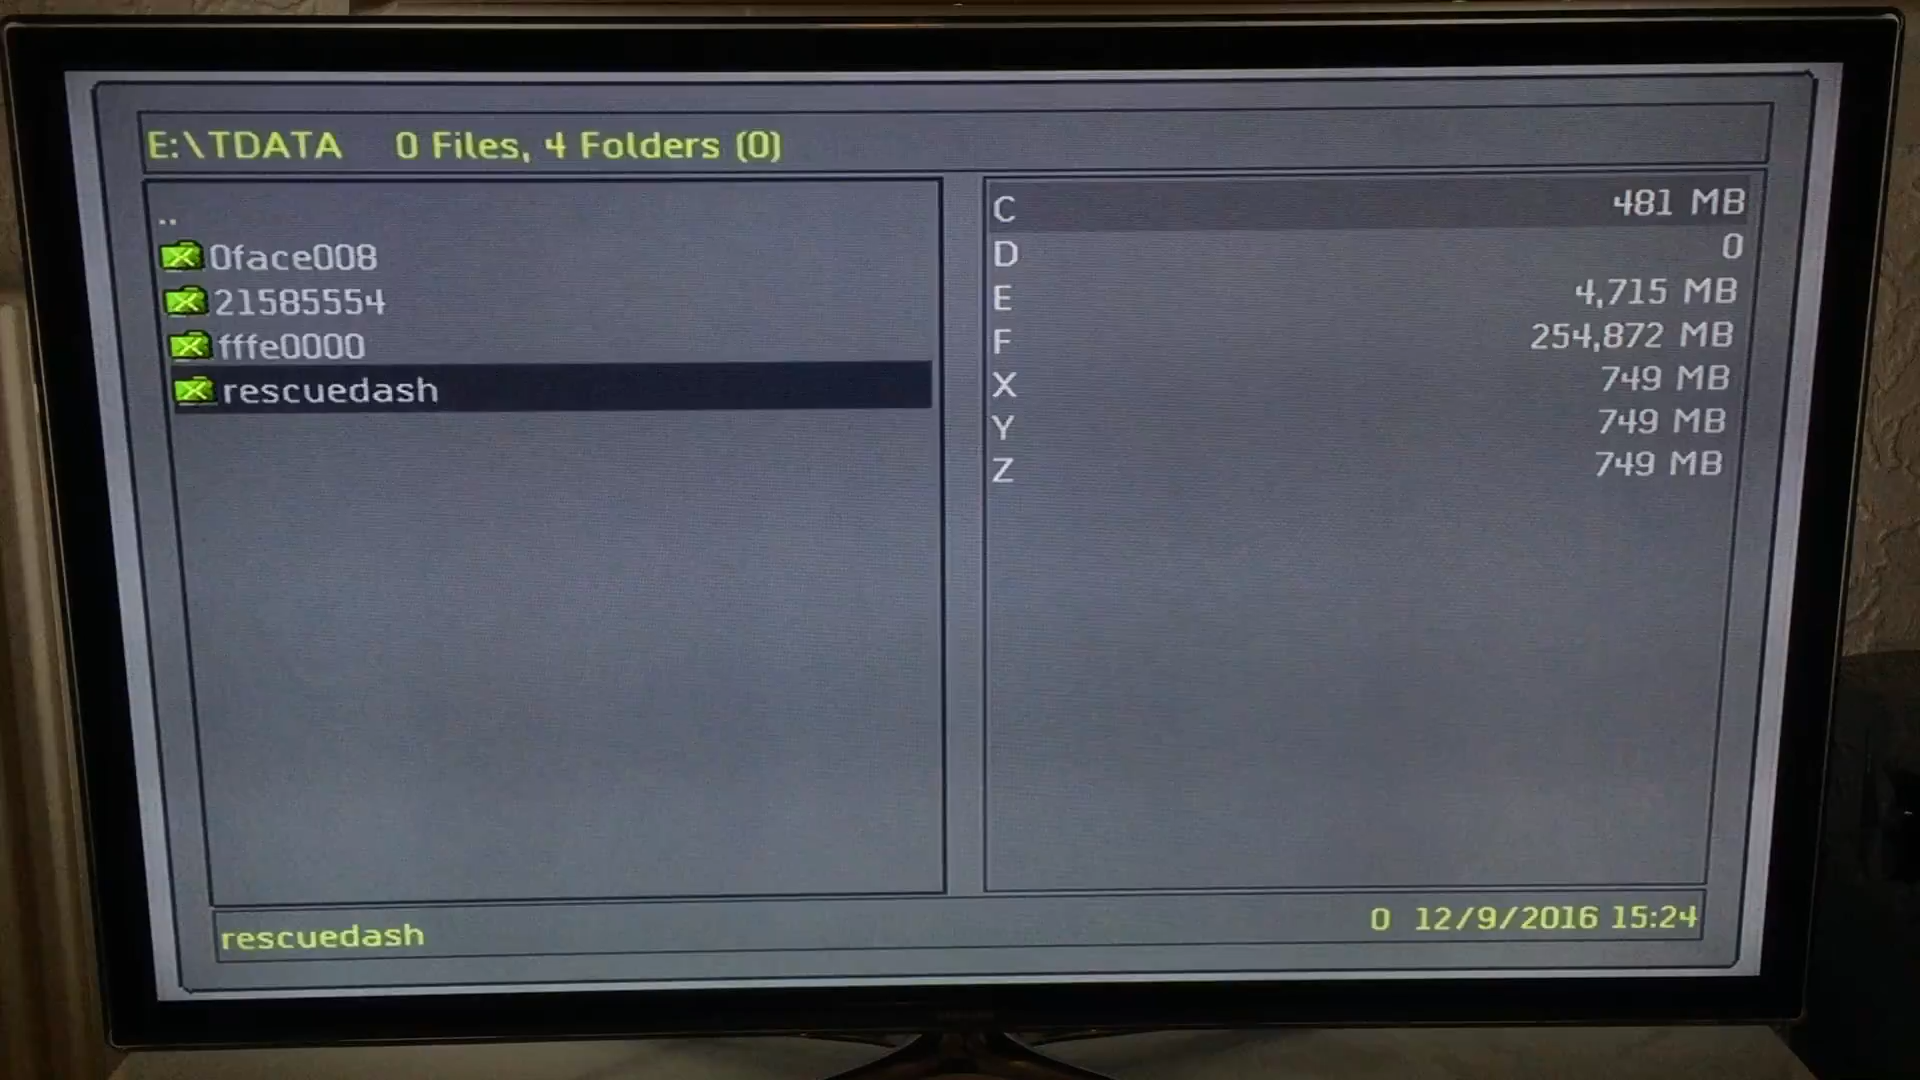 E:\TDATA 0 Files, 4 Folders (0)
..
0face008
21585554
fffe0000
rescuedash
C 481 MB
D 0
E 4,715 MB
F 254,872 MB
X 749 MB
Y 749 MB
Z 749 MB
rescuedash 0 12/9/2016 15:24